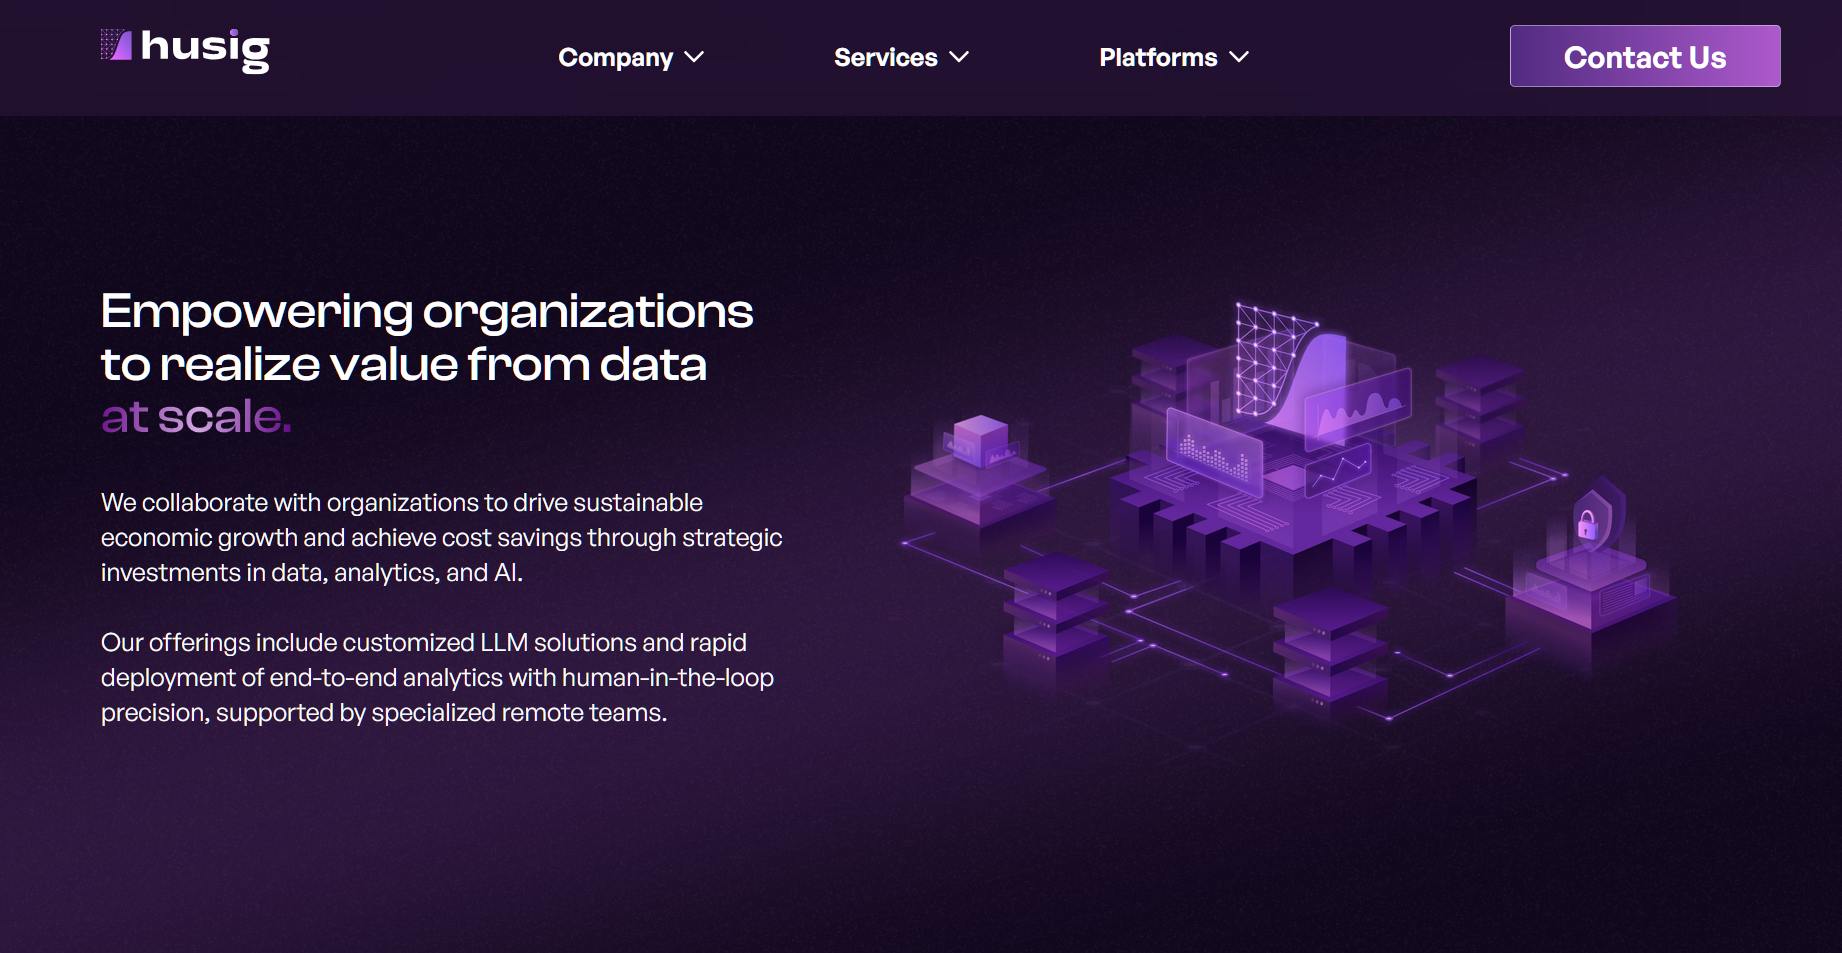 husig
Company
Services
Platforms
Contact Us
Empowering organizations
to realize value from data
at scale.
We collaborate with organizations to drive sustainable
economic growth and achieve cost savings through strategic
investments in data, analytics, and AI.
Our offerings include customized LLM solutions and rapid
deployment of end-to-end analytics with human-in-the-loop
precision, supported by specialized remote teams.